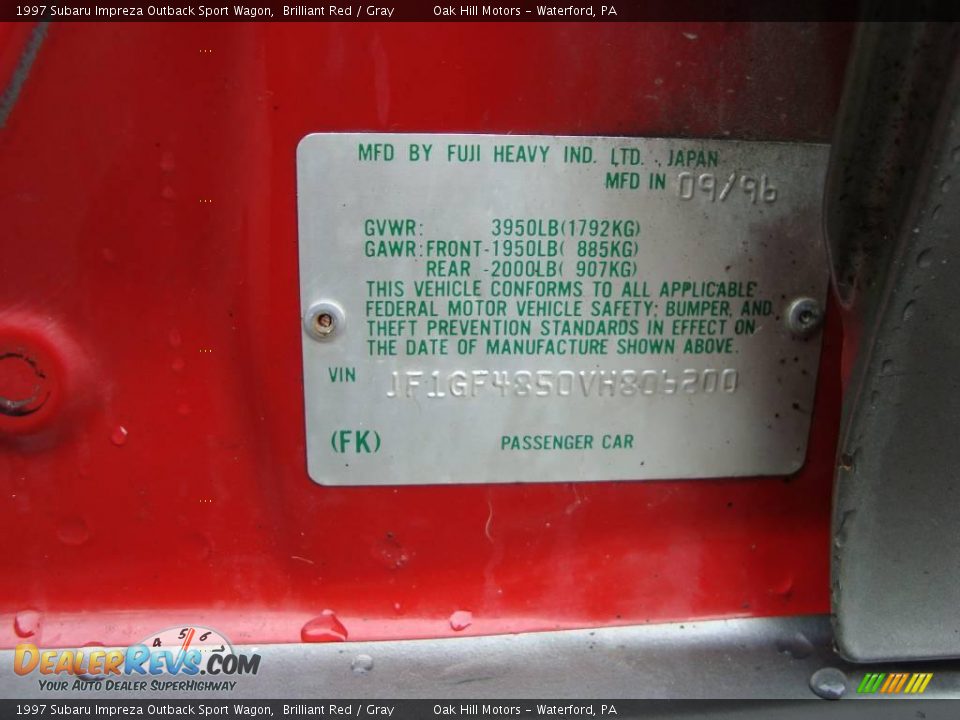 1997 Subaru Impreza Outback Sport Wagon, Brilliant Red / Gray Oak Hill Motors - Waterford, PA
MFD BY FUJI HEAVY IND. LTD., JAPAN
MFD IN 09/96
GVWR: 3950LB(1792KG)
GAWR:FRONT-1950LB( 885KG)
REAR -2000LB( 907KG)
THIS VEHICLE CONFORMS TO ALL APPLICABLE
FEDERAL MOTOR VEHICLE SAFETY; BUMPER, AND
THEFT PREVENTION STANDARDS IN EFFECT ON
THE DATE OF MANUFACTURE SHOWN ABOVE.
VIN JF1GF4850VH806200
(FK) PASSENGER CAR
4 5 6
DEALERREVS.COM
YOUR AUTO DEALER SUPERHIGHWAY
1997 Subaru Impreza Outback Sport Wagon, Brilliant Red / Gray Oak Hill Motors - Waterford, PA